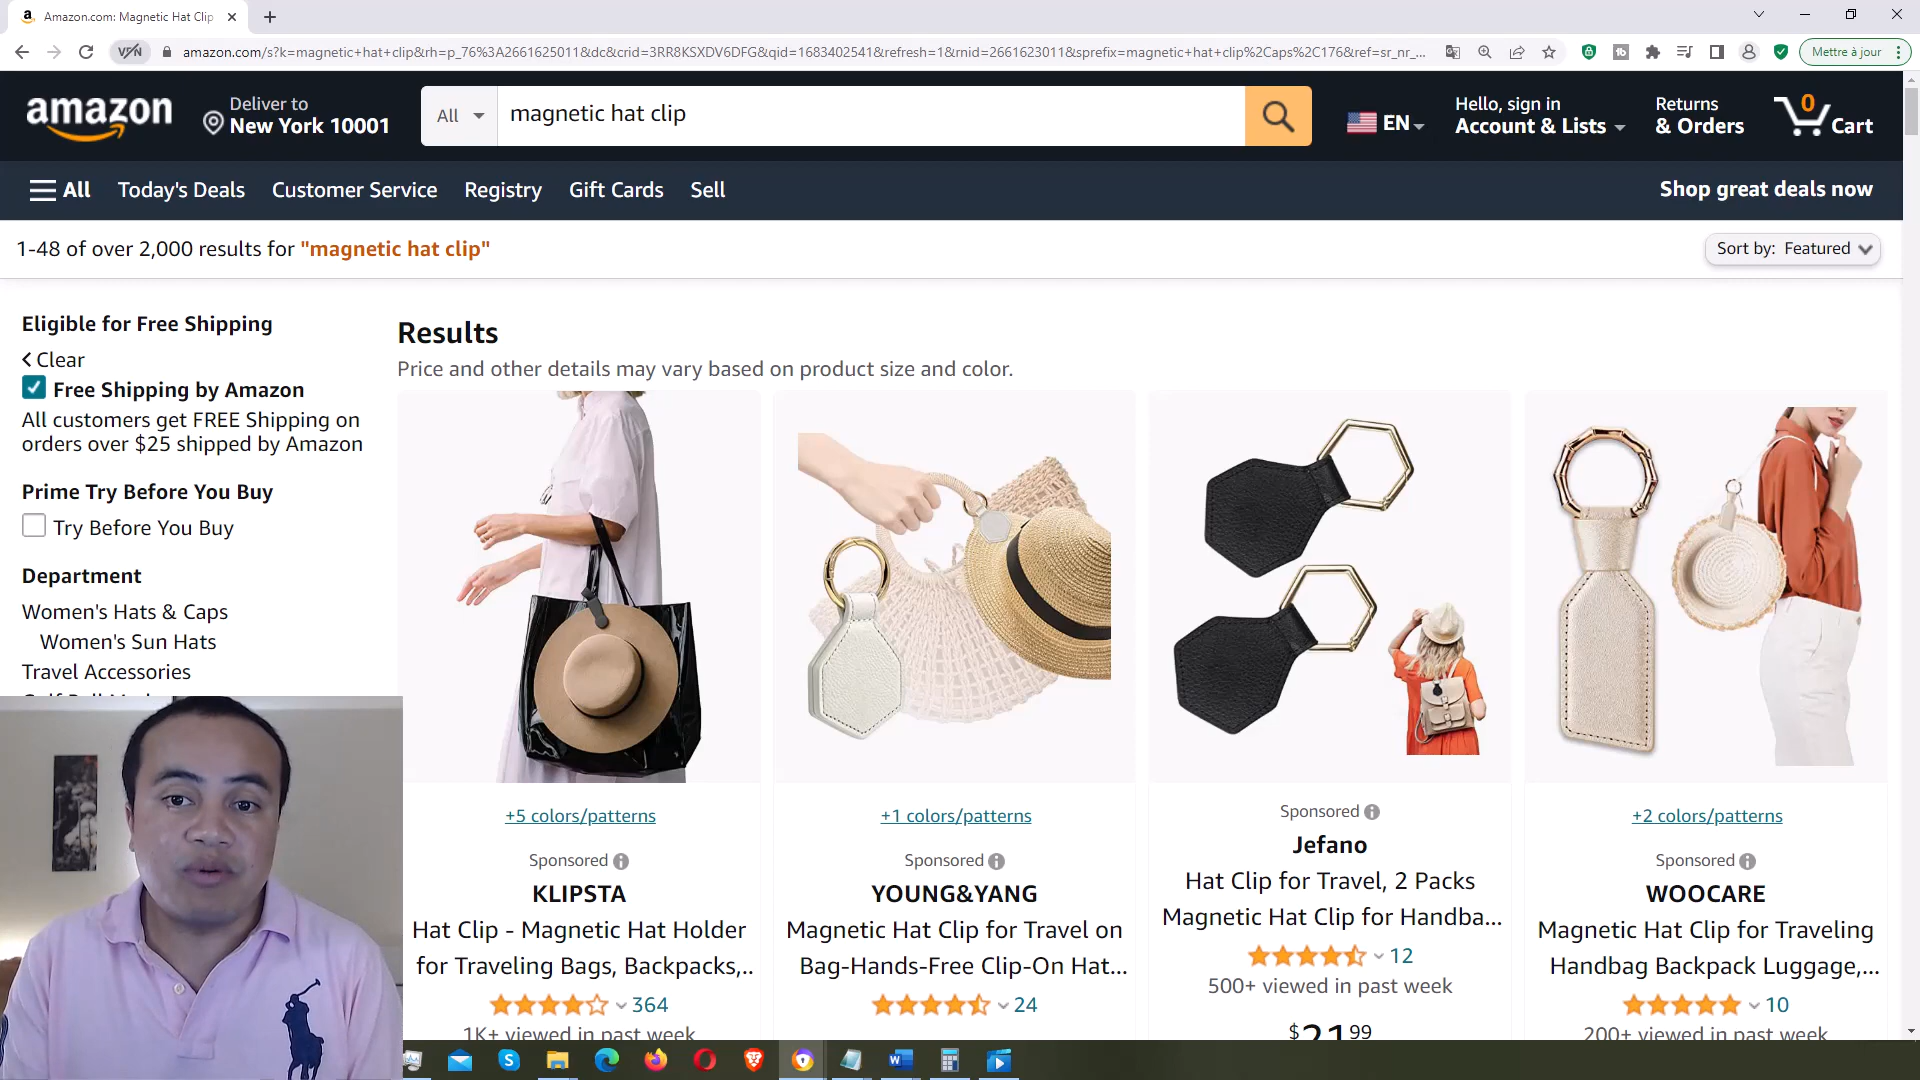 Amazon.com: Magnetic Hat Clip
amazon.com/s?k=magnetic+hat+clip&rh=p_76%3A2661625011&dc&crid=3RR8KSXDV6DFG&qid=1683402541&refresh=1&rnid=2661623011&sprefix=magnetic+hat+clip%2Caps%2C176&ref=sr_nr_...
Mettre à jour
amazon
Deliver to
New York 10001
All
magnetic hat clip
EN
Hello, sign in
Account & Lists
Returns
& Orders
0
Cart
All
Today's Deals
Customer Service
Registry
Gift Cards
Sell
Shop great deals now
1-48 of over 2,000 results for "magnetic hat clip"
Sort by: Featured
Eligible for Free Shipping
Clear
Free Shipping by Amazon
All customers get FREE Shipping on
orders over $25 shipped by Amazon
Prime Try Before You Buy
Try Before You Buy
Department
Women's Hats & Caps
Women's Sun Hats
Travel Accessories
Results
Price and other details may vary based on product size and color.
+5 colors/patterns
Sponsored
KLIPSTA
Hat Clip - Magnetic Hat Holder
for Traveling Bags, Backpacks,...
364
1K+ viewed in past week
+1 colors/patterns
Sponsored
YOUNG&YANG
Magnetic Hat Clip for Travel on
Bag-Hands-Free Clip-On Hat...
24
Sponsored
Jefano
Hat Clip for Travel, 2 Packs
Magnetic Hat Clip for Handba...
12
500+ viewed in past week
$21.99
+2 colors/patterns
Sponsored
WOOCARE
Magnetic Hat Clip for Traveling
Handbag Backpack Luggage,...
10
200+ viewed in past week